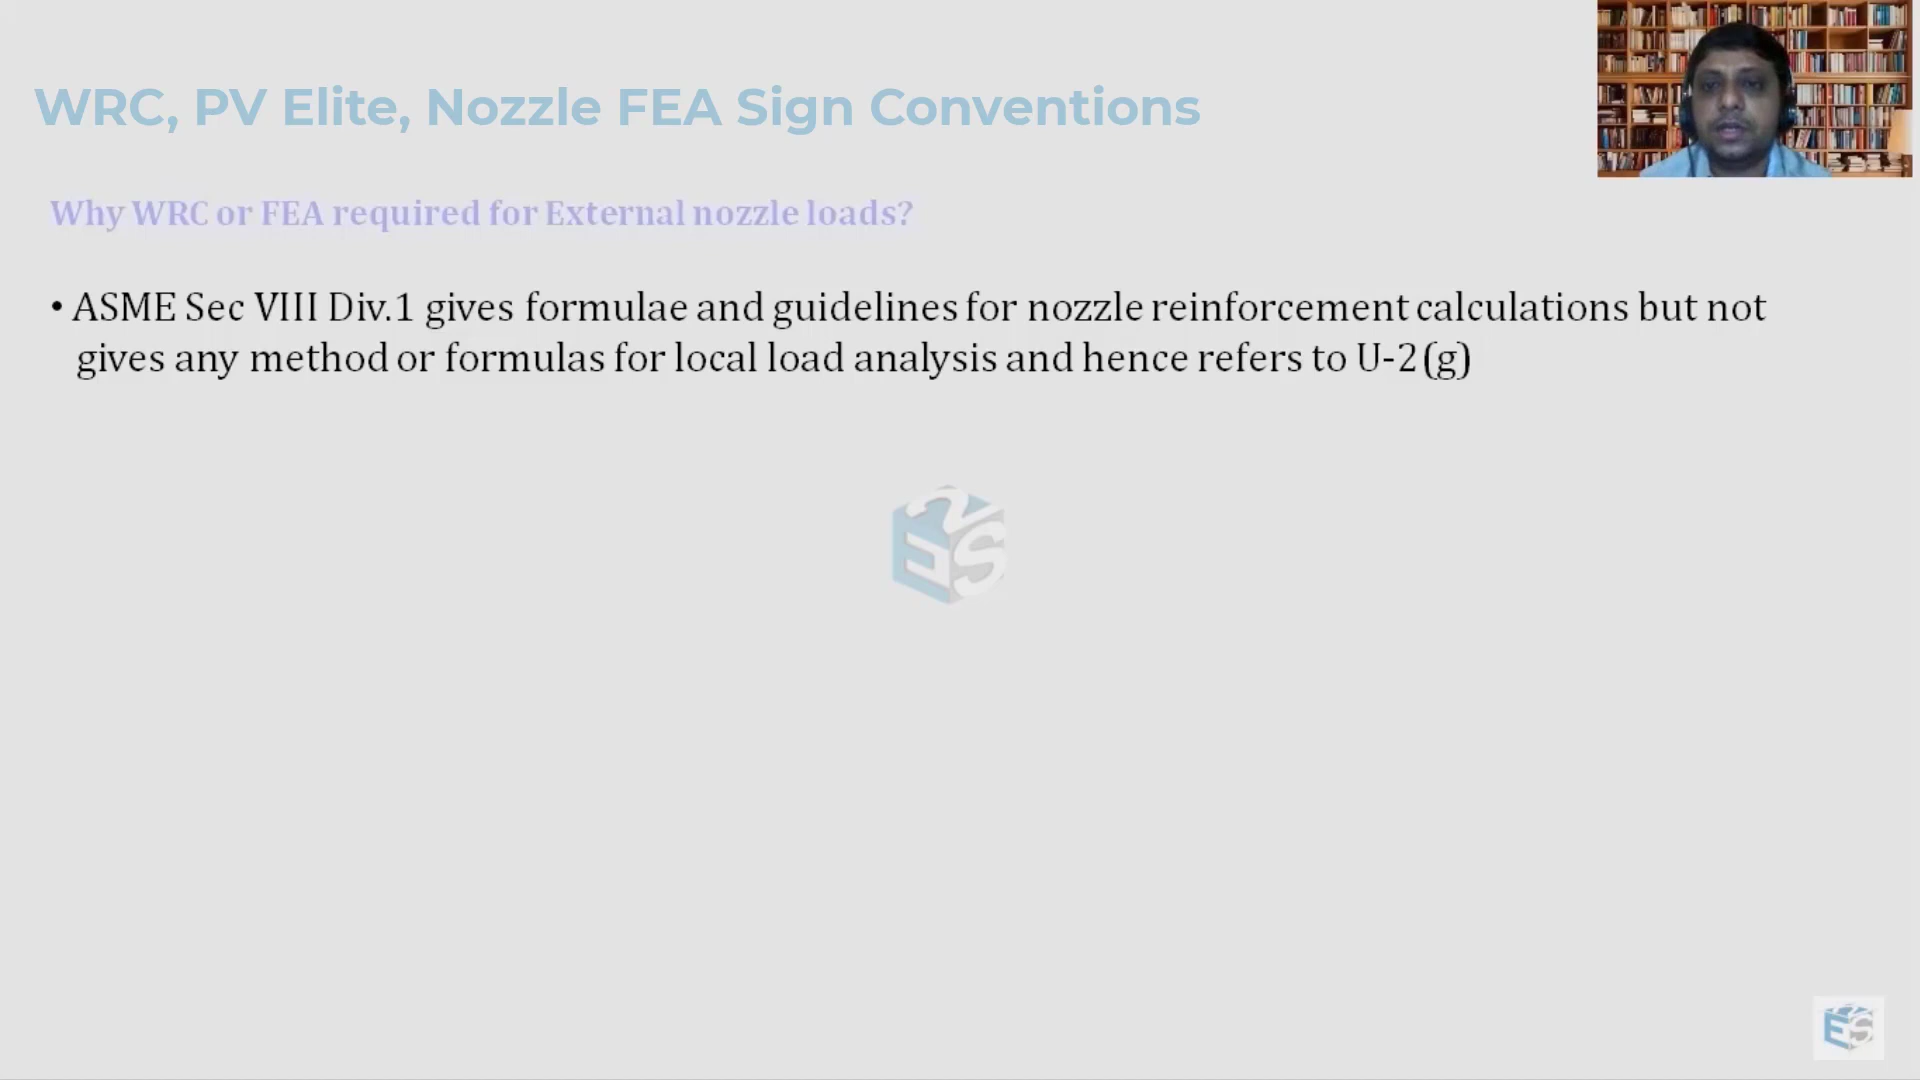 WRC, PV Elite, Nozzle FEA Sign Conventions
Why WRC or FEA required for External nozzle loads?
• ASME Sec VIII Div.1 gives formulae and guidelines for nozzle reinforcement calculations but not
gives any method or formulas for local load analysis and hence refers to U-2(g)
E2S
E2S